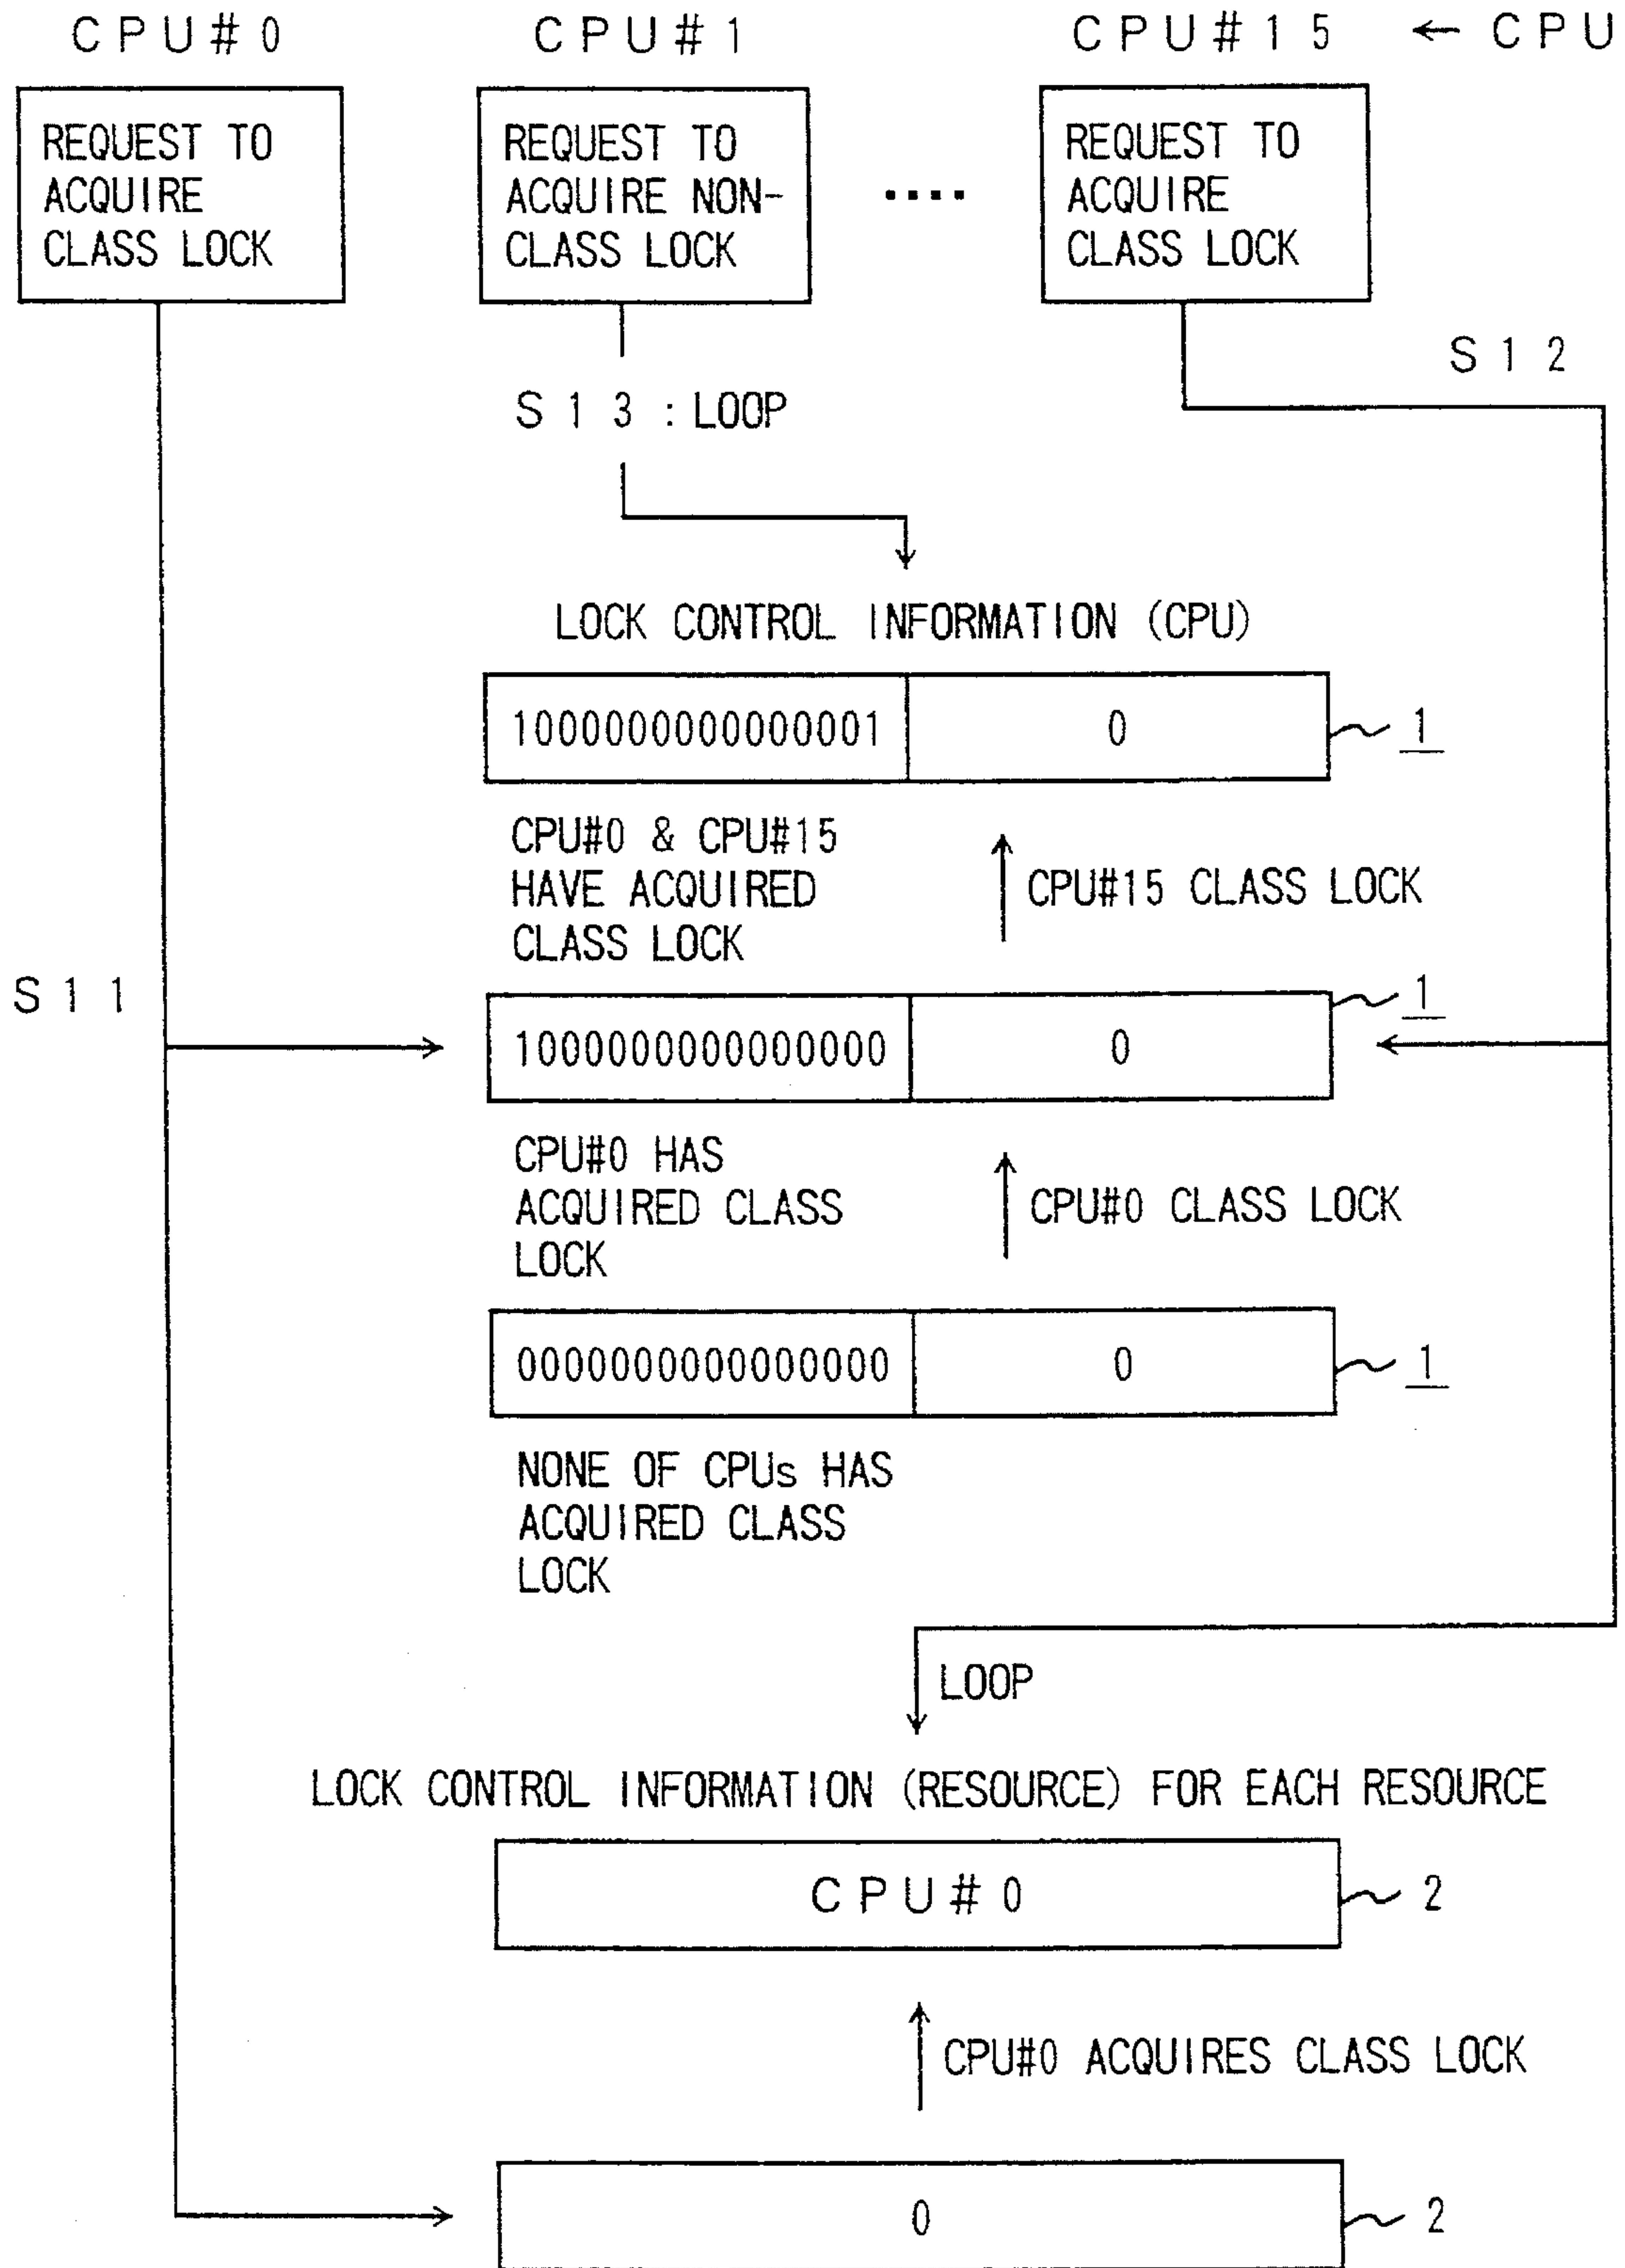 CPU#0
CPU#1
CPU#15 ← CPU
REQUEST TO
ACQUIRE
CLASS LOCK
REQUEST TO
ACQUIRE NON-
CLASS LOCK
....
REQUEST TO
ACQUIRE
CLASS LOCK
S12
S13 : LOOP
LOCK CONTROL INFORMATION (CPU)
1000000000000001
0
1
CPU#0 & CPU#15
HAVE ACQUIRED
CLASS LOCK
CPU#15 CLASS LOCK
S11
1
1000000000000000
0
CPU#0 HAS
ACQUIRED CLASS
LOCK
CPU#0 CLASS LOCK
0000000000000000
0
1
NONE OF CPUs HAS
ACQUIRED CLASS
LOCK
LOOP
LOCK CONTROL INFORMATION (RESOURCE) FOR EACH RESOURCE
CPU#0
2
CPU#0 ACQUIRES CLASS LOCK
0
2